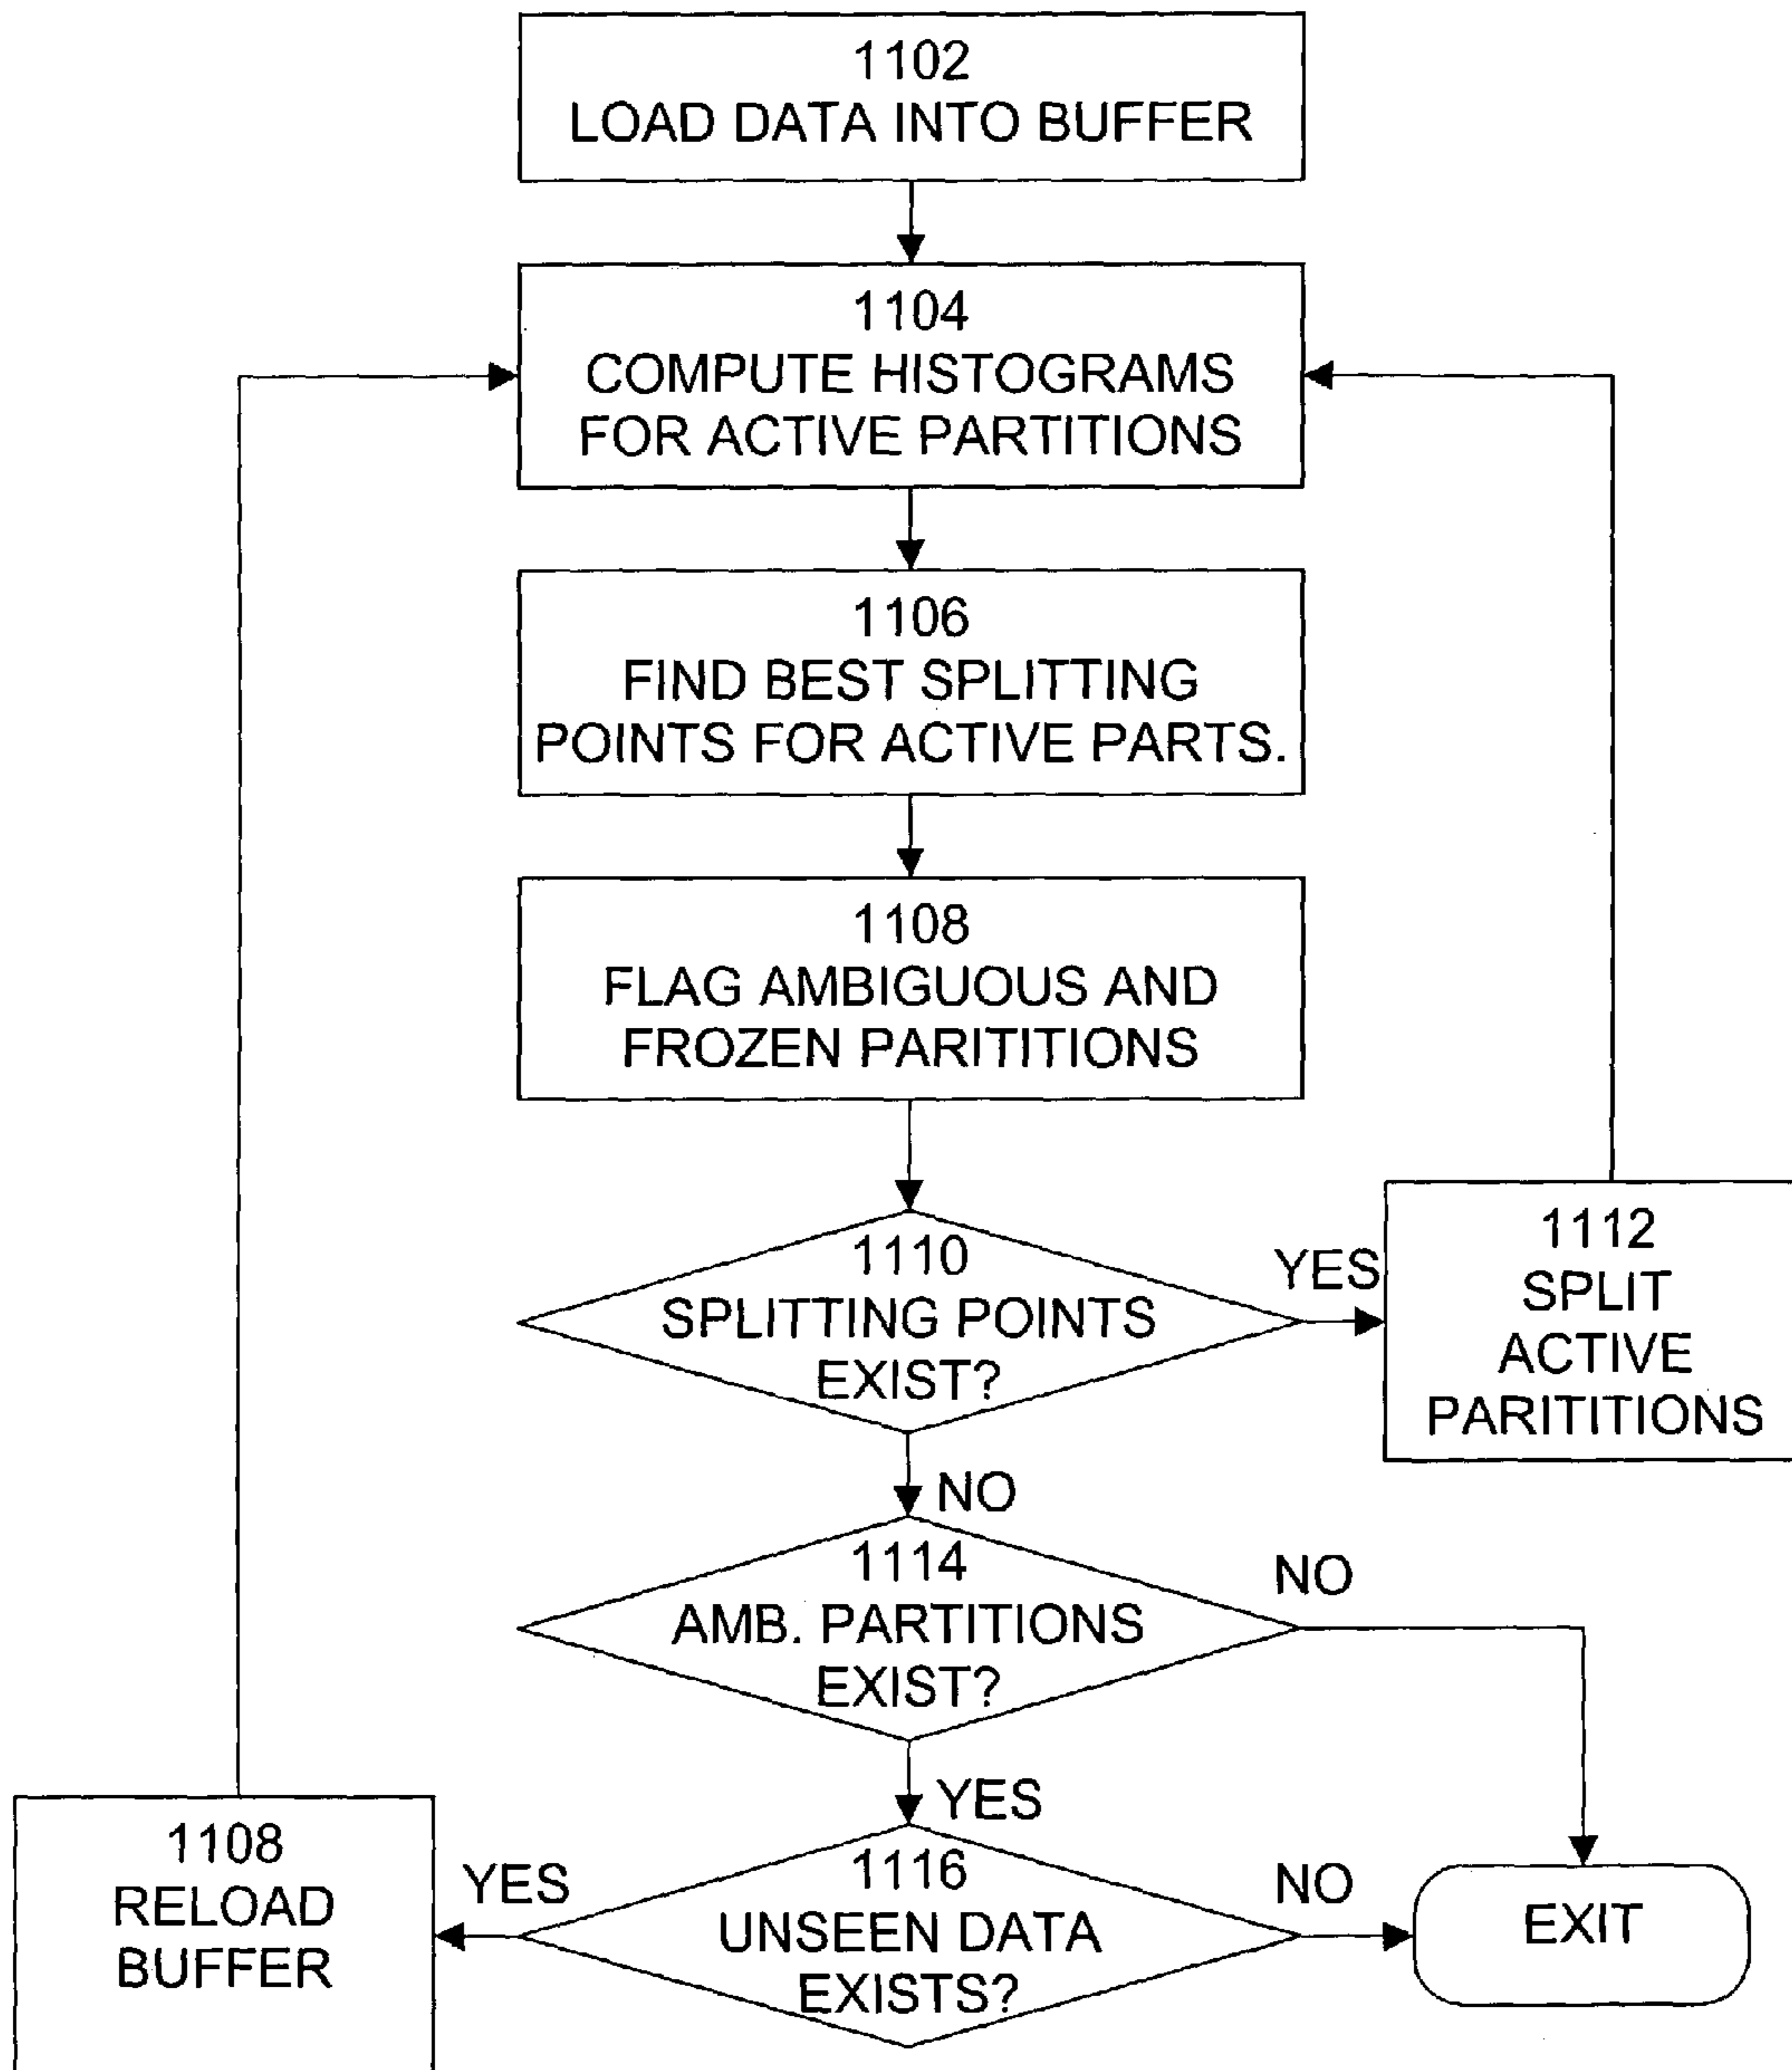 1102
LOAD DATA INTO BUFFER
1104
COMPUTE HISTOGRAMS
FOR ACTIVE PARTITIONS
1106
FIND BEST SPLITTING
POINTS FOR ACTIVE PARTS.
1108
FLAG AMBIGUOUS AND
FROZEN PARITITIONS
1110
SPLITTING POINTS
EXIST?
YES
1112
SPLIT
ACTIVE
PARITITIONS
NO
1114
AMB. PARTITIONS
EXIST?
NO
YES
1116
UNSEEN DATA
EXISTS?
YES
1108
RELOAD
BUFFER
NO
EXIT